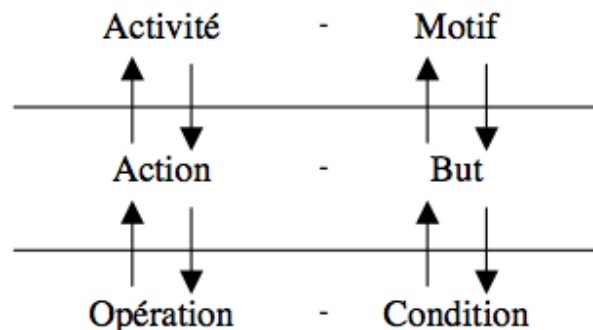 Activité - Motif
Action - But
Opération - Condition